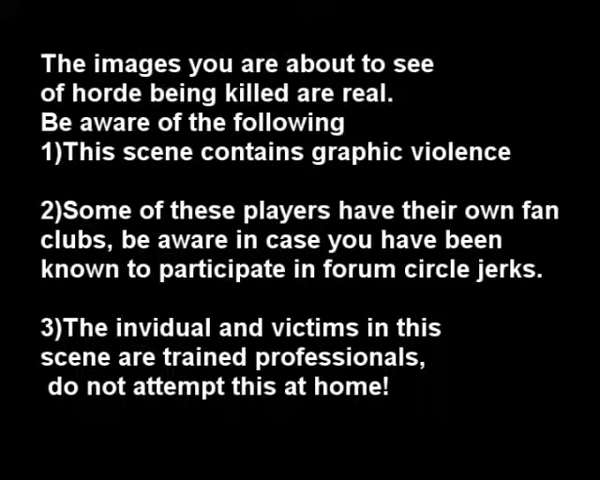 The images you are about to see
of horde being killed are real.
Be aware of the following
1)This scene contains graphic violence
2)Some of these players have their own fan
clubs, be aware in case you have been
known to participate in forum circle jerks.
3)The invidual and victims in this
scene are trained professionals,
do not attempt this at home!